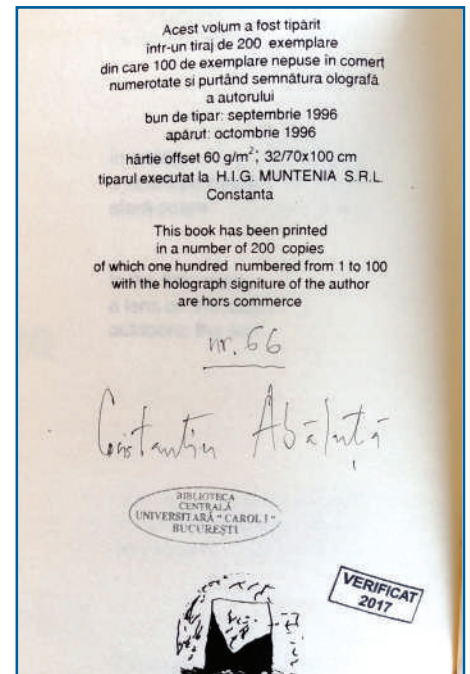 Acest volum a fost tipărit
într-un tiraj de 200 exemplare
din care 100 de exemplare nepuse în comerț
numerotate si purtând semnătura olografă
a autorului
bun de tipar: septembrie 1996
apărut: octombrie 1996
hârtie offset 60 g/m²; 32/70x100 cm
tiparul executat la H.I.G. MUNTENIA S.R.L.
Constanta
This book has been printed
in a number of 200 copies
of which one hundred numbered from 1 to 100
with the holograph signiture of the author
are hors commerce
nr. 66
Constantin Abăluță
BIBLIOTECA
CENTRALĂ
UNIVERSITARĂ "CAROL I"
BUCUREŞTI
VERIFICAT
2017